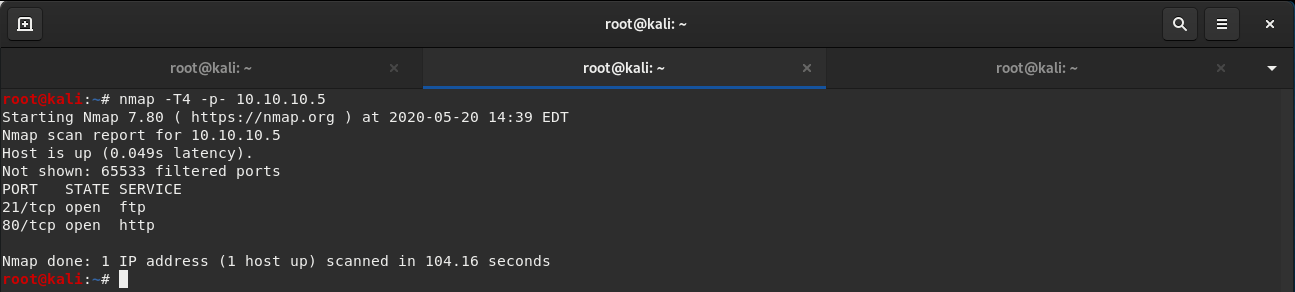 root@kali: ~
root@kali: ~ root@kali: ~ root@kali: ~
root@kali:~# nmap -T4 -p- 10.10.10.5
Starting Nmap 7.80 ( https://nmap.org ) at 2020-05-20 14:39 EDT
Nmap scan report for 10.10.10.5
Host is up (0.049s latency).
Not shown: 65533 filtered ports
PORT   STATE SERVICE
21/tcp open  ftp
80/tcp open  http
Nmap done: 1 IP address (1 host up) scanned in 104.16 seconds
root@kali:~#